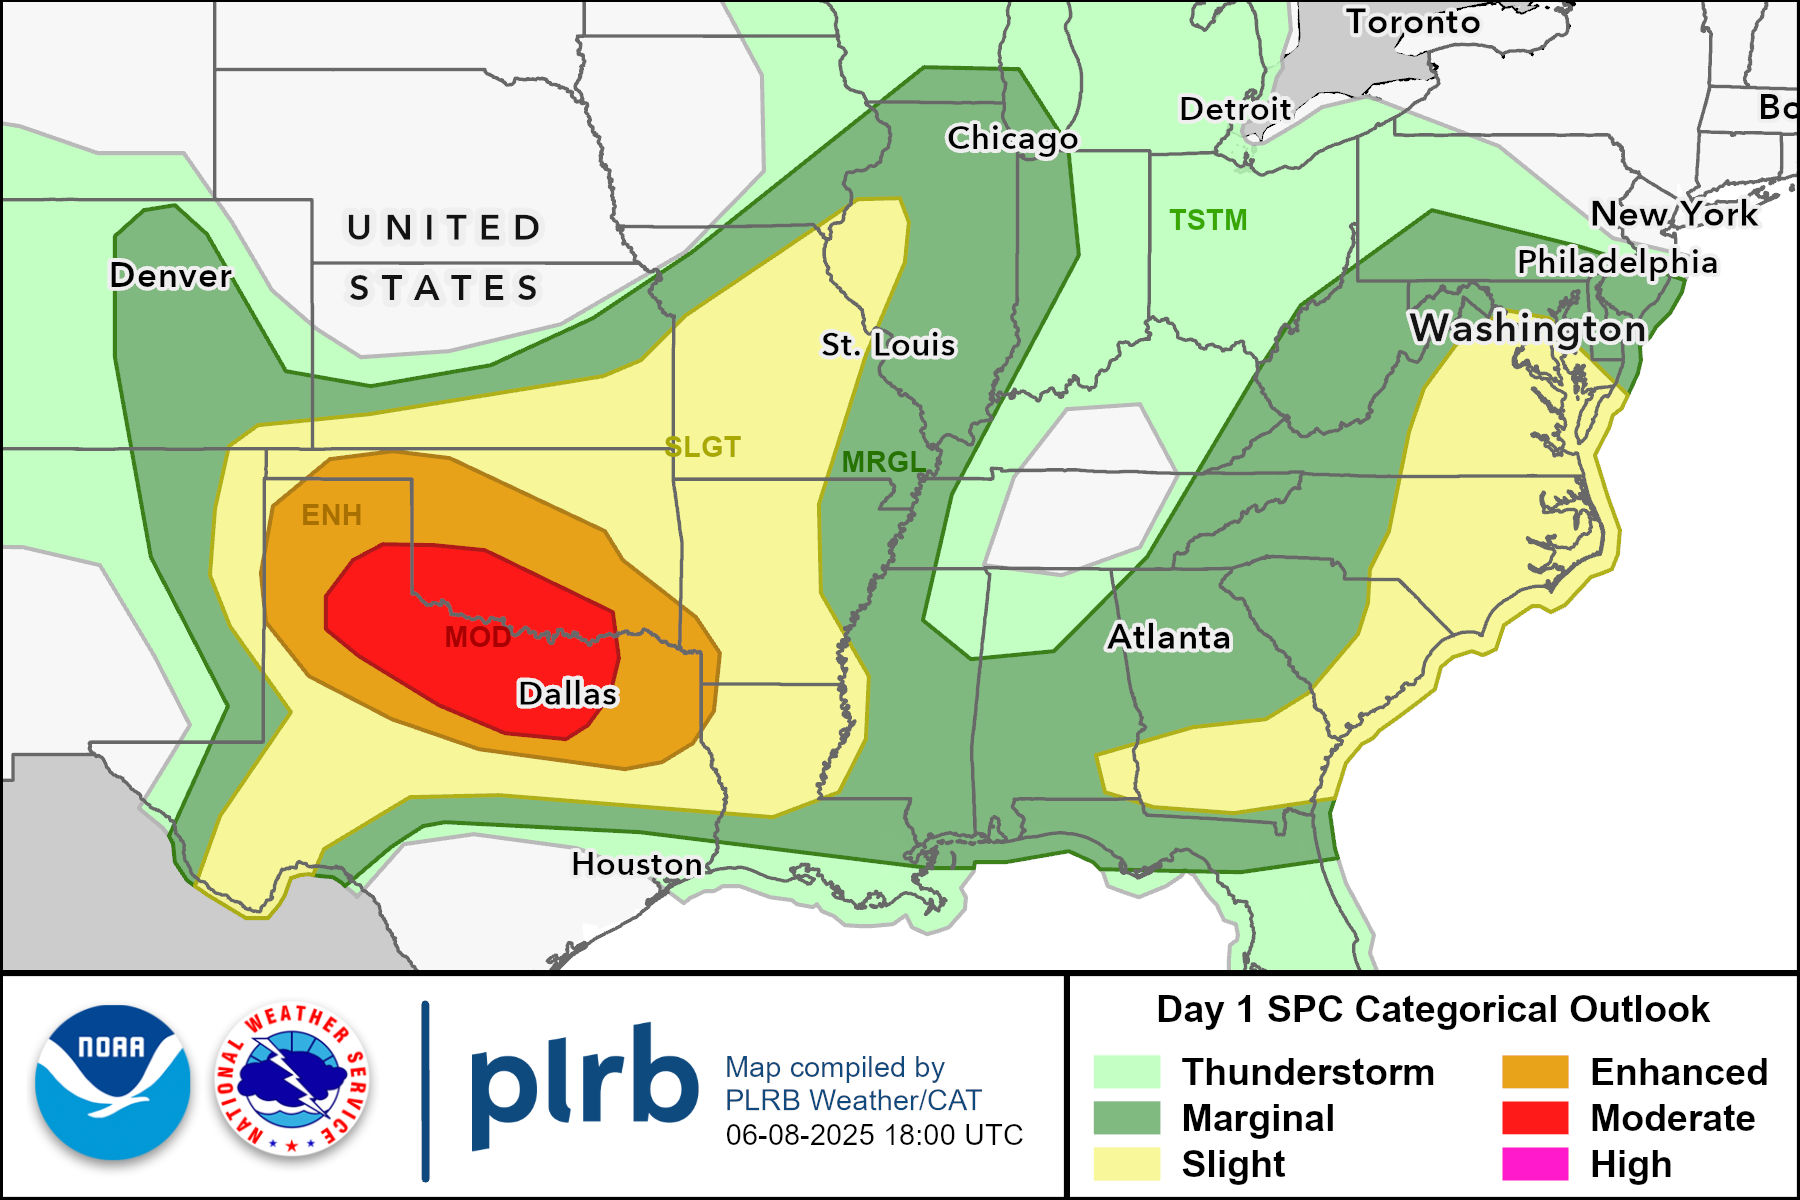 Toronto
Detroit
Bo
Chicago
New York
TSTM
UNITED
STATES
Denver
Philadelphia
Washington
St. Louis
SLGT
MRGL
ENH
MOD
Atlanta
Dallas
Houston
NOAA
NATIONAL WEATHER SERVICE
plrb
Map compiled by
PLRB Weather/CAT
06-08-2025 18:00 UTC
Day 1 SPC Categorical Outlook
Thunderstorm
Marginal
Slight
Enhanced
Moderate
High